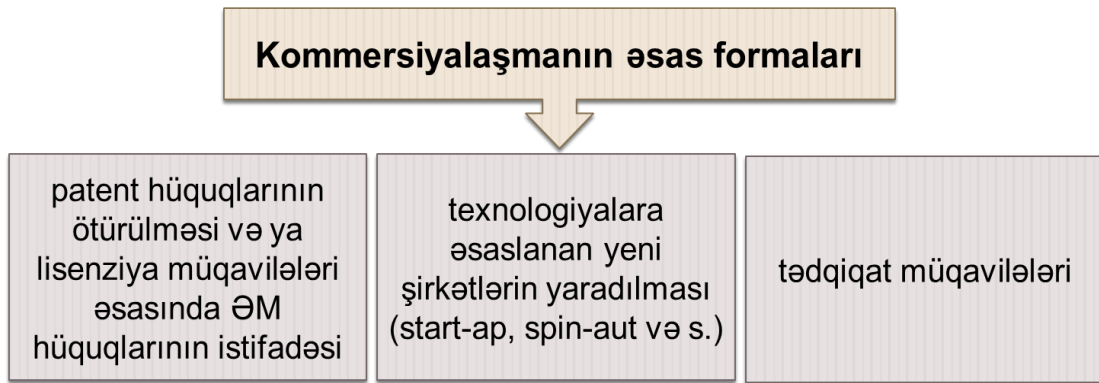 Kommersiyalaşmanın əsas formaları
patent hüquqlarının
ötürülməsi və ya
lisenziya müqavilələri
əsasında ƏM
hüquqlarının istifadəsi
texnologiyalara
əsaslanan yeni
şirkətlərin yaradılması
(start-ap, spin-aut və s.)
tədqiqat müqavilələri